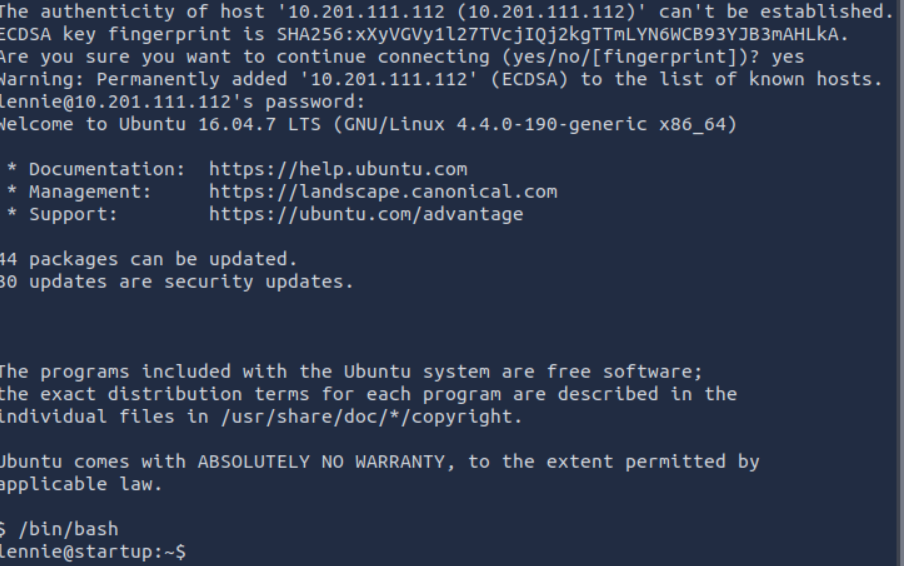 The authenticity of host '10.201.111.112 (10.201.111.112)' can't be established.
ECDSA key fingerprint is SHA256:xXyVGVy1l27TVcjIQj2kgTTmLYN6WCB93YJB3mAHLkA.
Are you sure you want to continue connecting (yes/no/[fingerprint])? yes
Warning: Permanently added '10.201.111.112' (ECDSA) to the list of known hosts.
lennie@10.201.111.112's password:
Welcome to Ubuntu 16.04.7 LTS (GNU/Linux 4.4.0-190-generic x86_64)
* Documentation: https://help.ubuntu.com
* Management: https://landscape.canonical.com
* Support: https://ubuntu.com/advantage
44 packages can be updated.
30 updates are security updates.
The programs included with the Ubuntu system are free software;
the exact distribution terms for each program are described in the
individual files in /usr/share/doc/*/copyright.
Ubuntu comes with ABSOLUTELY NO WARRANTY, to the extent permitted by
applicable law.
$ /bin/bash
lennie@startup:~$